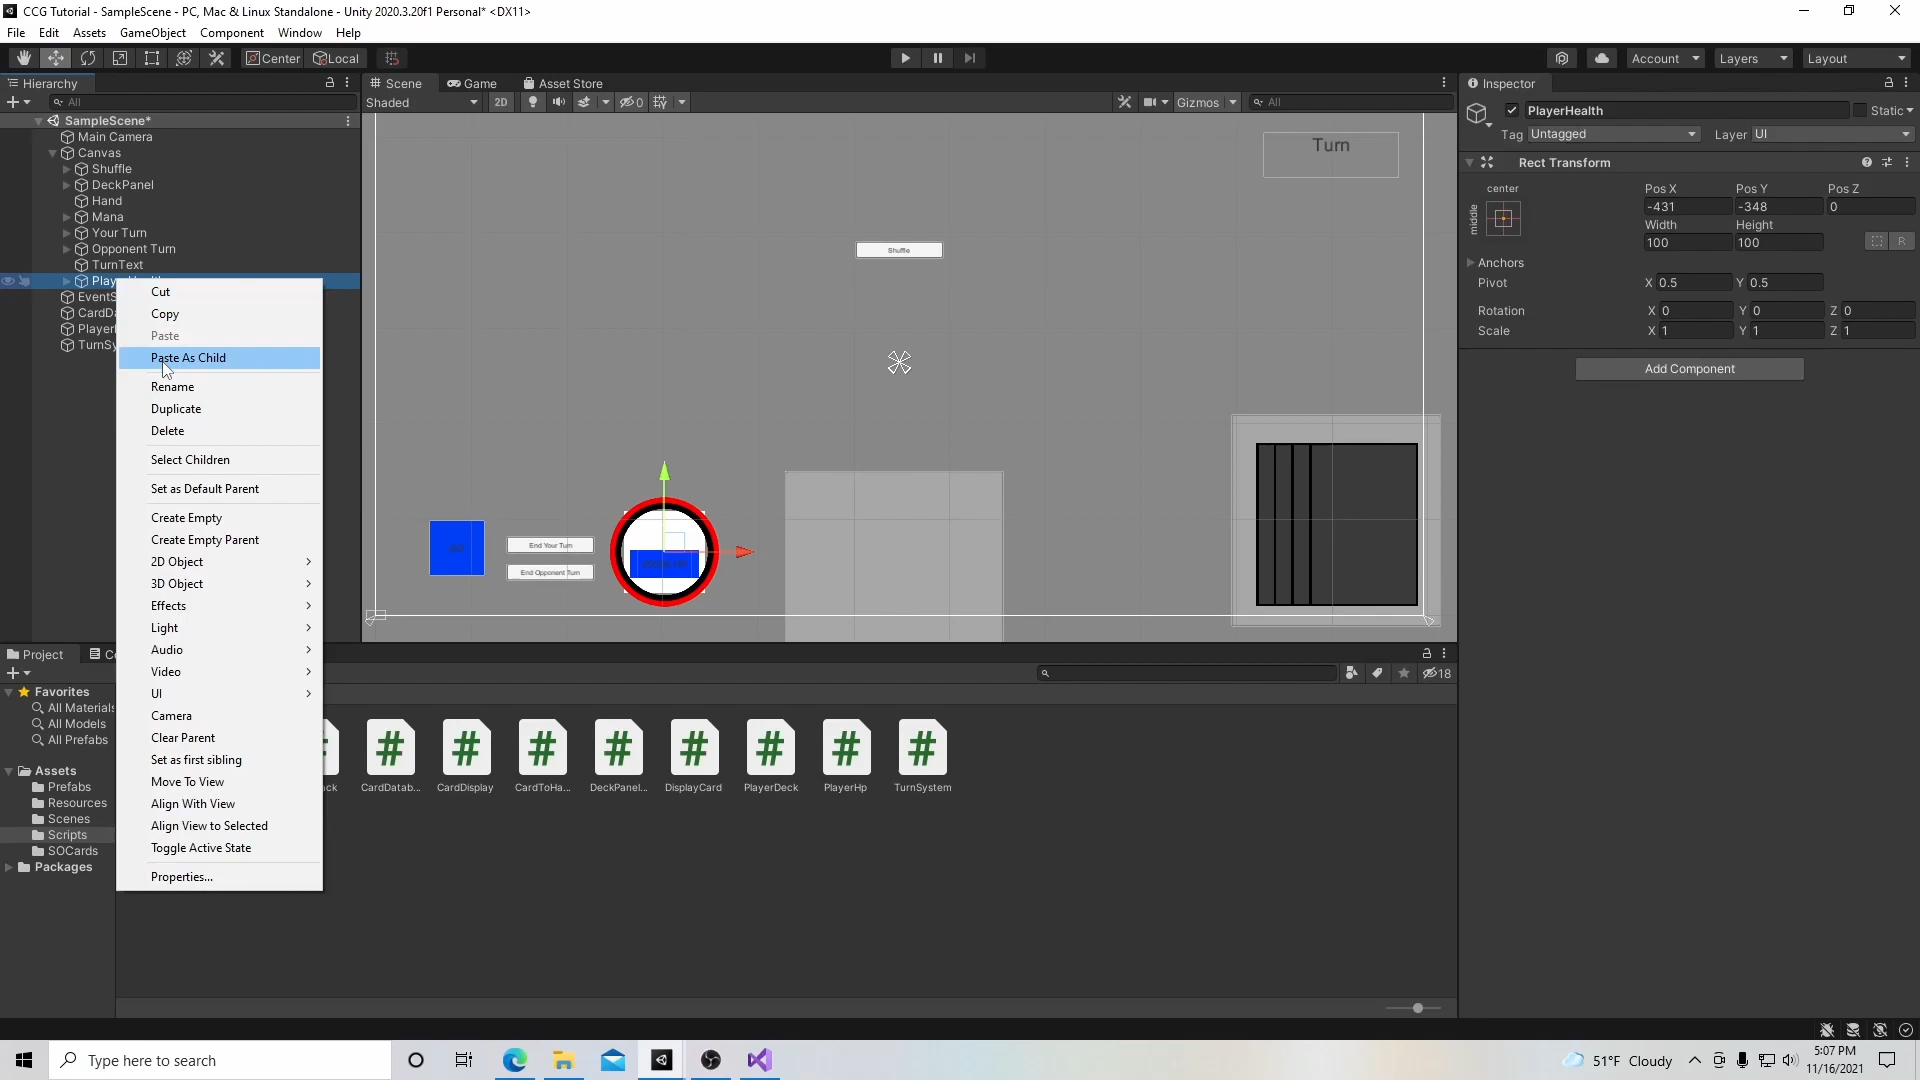 CCG Tutorial - SampleScene - PC, Mac & Linux Standalone - Unity 2020.3.20f1 Personal* <DX11>
File Edit Assets GameObject Component Window Help
Center Local Account Layers Layout
Hierarchy
All
SampleScene*
Main Camera
Canvas
Shuffle
DeckPanel
Hand
Mana
Your Turn
Opponent Turn
TurnText
Cut
Copy
Paste
Paste As Child
Rename
Duplicate
Delete
Select Children
Set as Default Parent
Create Empty
Create Empty Parent
2D Object
3D Object
Effects
Light
Audio
Video
UI
Camera
Clear Parent
Set as first sibling
Move To View
Align With View
Align View to Selected
Toggle Active State
Properties...
Scene Game Asset Store
Shaded 2D 0 Gizmos All
Turn
Shuffle
End Your Turn
End Opponent Turn
Inspector
PlayerHealth Static
Tag Untagged Layer UI
Rect Transform
center
middle
Pos X Pos Y Pos Z
-431 -348 0
Width Height
100 100
R
Anchors
Pivot X 0.5 Y 0.5
Rotation X 0 Y 0 Z 0
Scale X 1 Y 1 Z 1
Add Component
Project
18
Favorites
All Materials
All Models
All Prefabs
Assets
Prefabs
Resources
Scenes
Scripts
SOCards
Packages
CardDatab... CardDisplay CardToHa... DeckPanel... DisplayCard PlayerDeck PlayerHp TurnSystem
Type here to search
51°F Cloudy
5:07 PM
11/16/2021